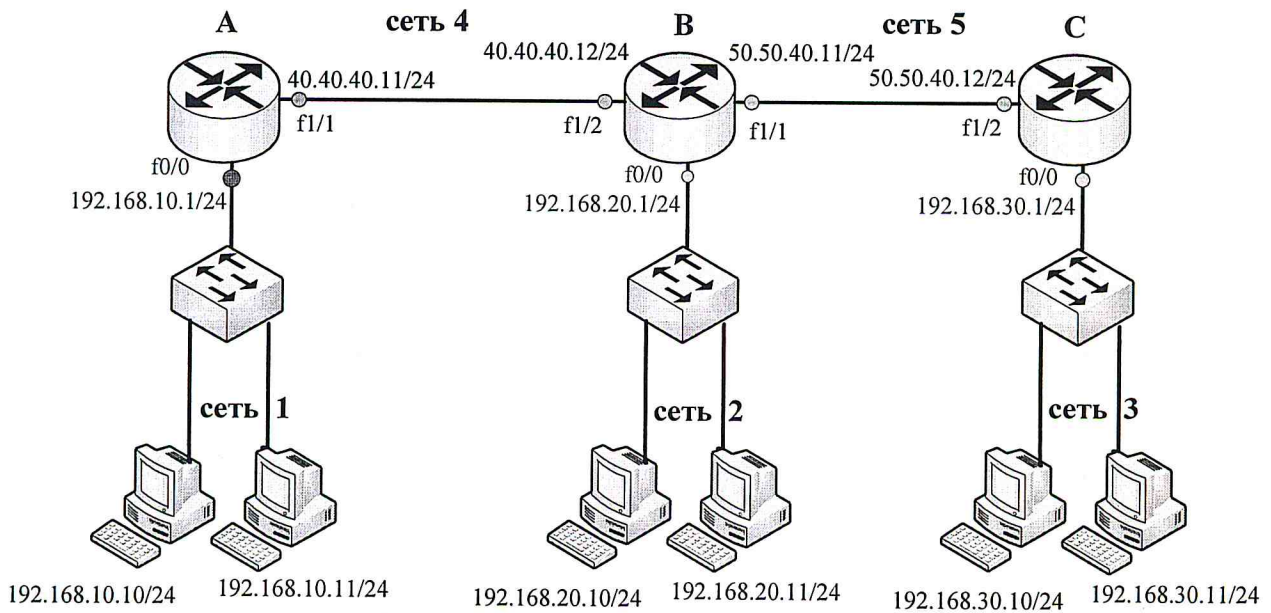 A
сеть 4
B
сеть 5
C
40.40.40.11/24
40.40.40.12/24
50.50.40.11/24
50.50.40.12/24
f1/1
f1/2
f1/1
f1/2
f0/0
192.168.10.1/24
f0/0
192.168.20.1/24
f0/0
192.168.30.1/24
сеть 1
сеть 2
сеть 3
192.168.10.10/24
192.168.10.11/24
192.168.20.10/24
192.168.20.11/24
192.168.30.10/24
192.168.30.11/24